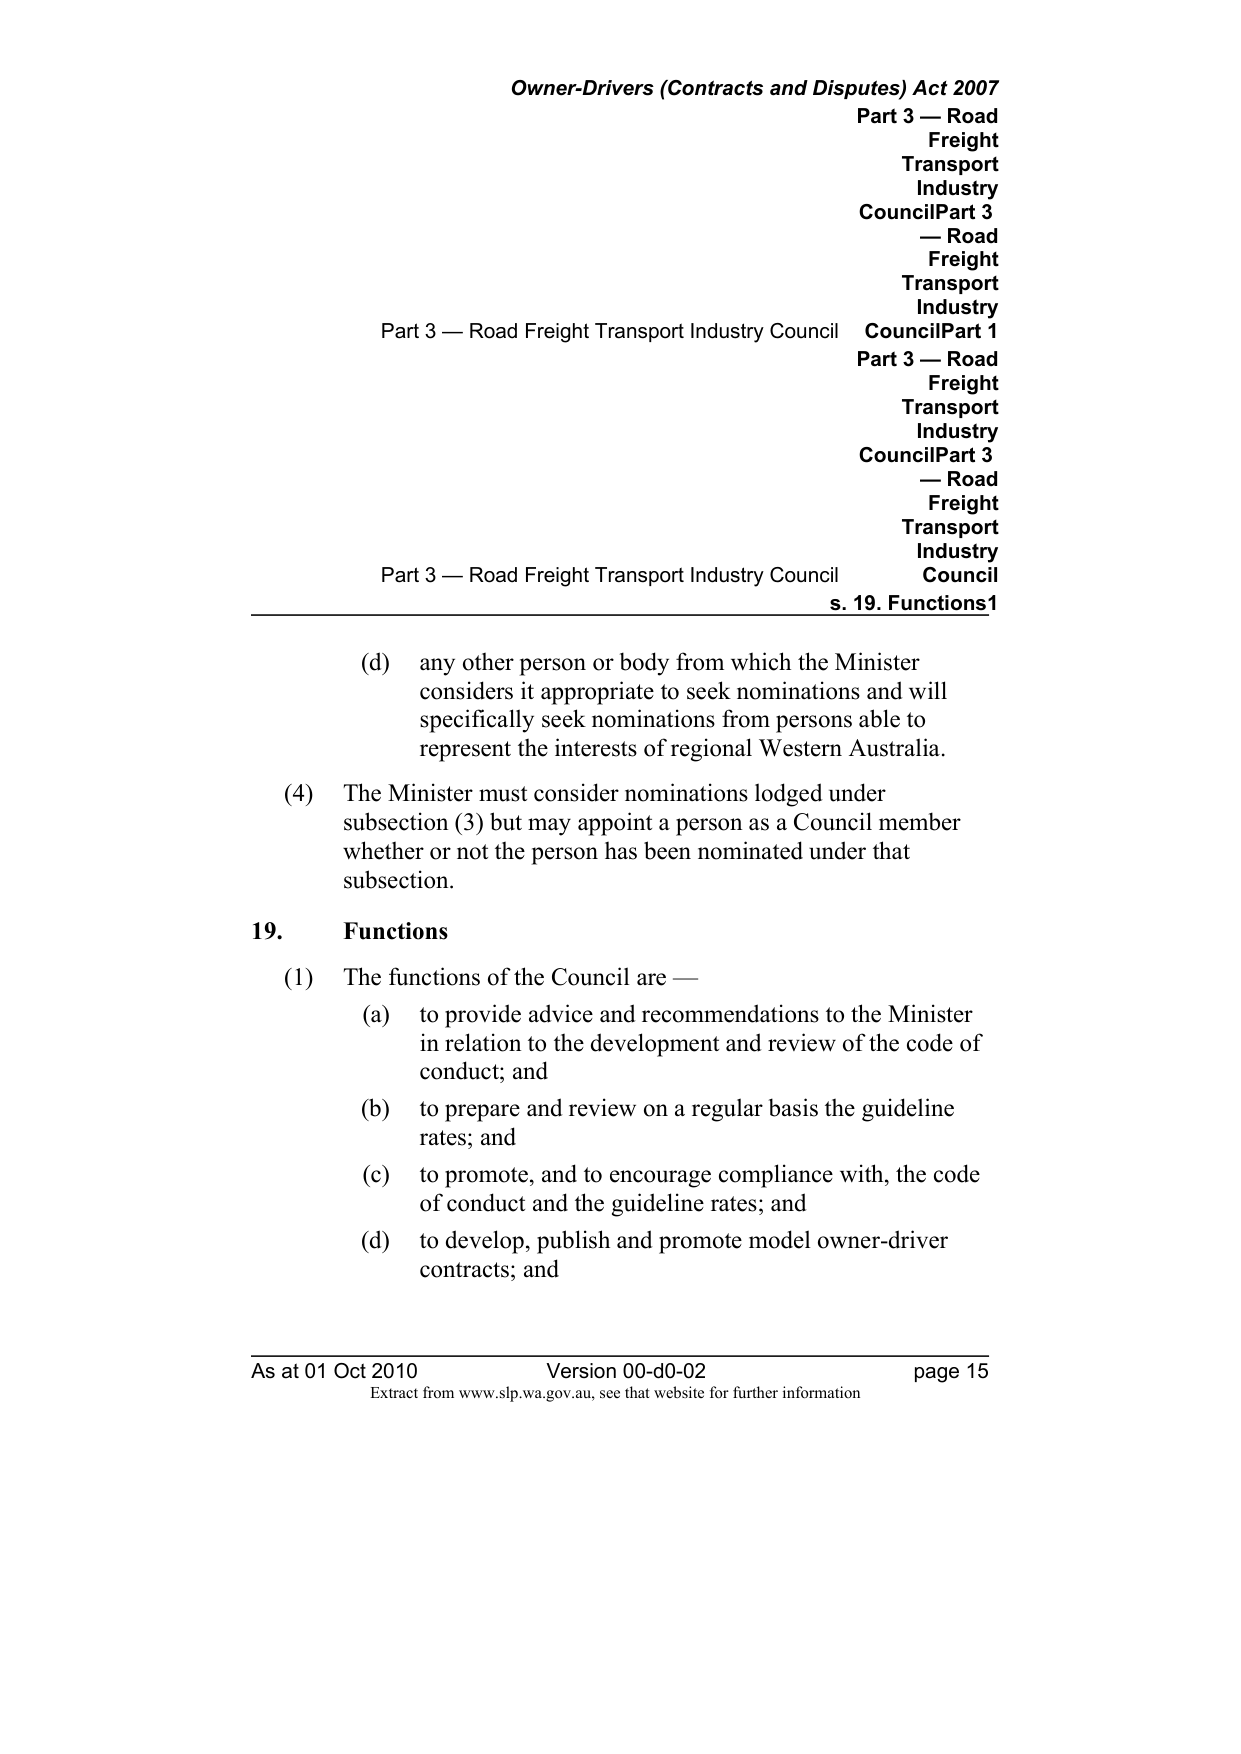 Owner-Drivers (Contracts and Disputes) Act 2007
Part 3 — Road
Freight
Transport
Industry
CouncilPart 3
— Road
Freight
Transport
Industry
Part 3 — Road Freight Transport Industry Council CouncilPart 1
Part 3 — Road
Freight
Transport
Industry
CouncilPart 3
— Road
Freight
Transport
Industry
Part 3 — Road Freight Transport Industry Council Council
s. 19. Functions1
(d) any other person or body from which the Minister
considers it appropriate to seek nominations and will
specifically seek nominations from persons able to
represent the interests of regional Western Australia.
(4) The Minister must consider nominations lodged under
subsection (3) but may appoint a person as a Council member
whether or not the person has been nominated under that
subsection.
19. Functions
(1) The functions of the Council are —
(a) to provide advice and recommendations to the Minister
in relation to the development and review of the code of
conduct; and
(b) to prepare and review on a regular basis the guideline
rates; and
(c) to promote, and to encourage compliance with, the code
of conduct and the guideline rates; and
(d) to develop, publish and promote model owner-driver
contracts; and
As at 01 Oct 2010 Version 00-d0-02 page 15
Extract from www.slp.wa.gov.au, see that website for further information